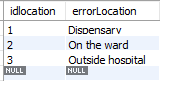 idlocation errorLocation
1 Dispensary
2 On the ward
3 Outside hospital
NULL NULL